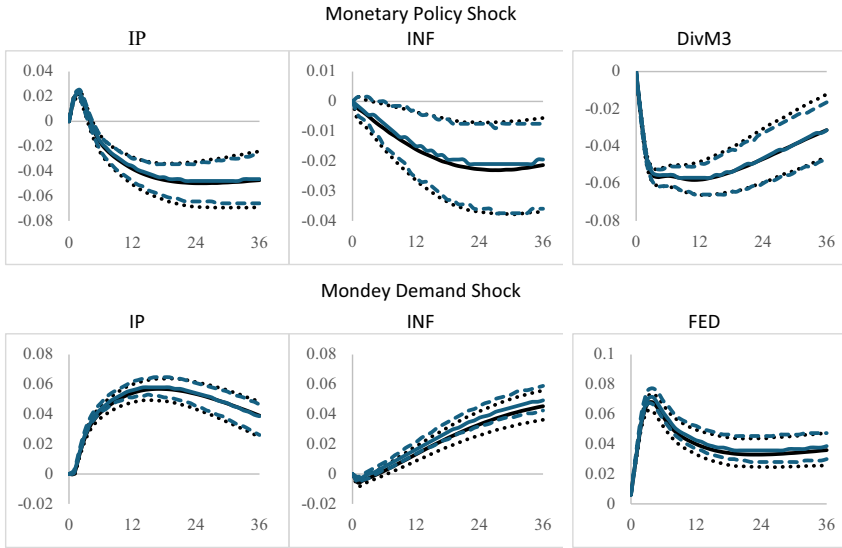 Monetary Policy Shock
IP INF DivM3
0.04 0.01 0
0.02 0 -0.02
0 -0.01 -0.04
-0.02 -0.02 -0.06
-0.04 -0.03 -0.08
-0.06 -0.04
-0.08
0 12 24 36 0 12 24 36 0 12 24 36
Mondey Demand Shock
IP INF FED
0.08 0.08 0.1
0.06 0.06 0.08
0.04 0.04 0.06
0.02 0.02 0.04
0 0 0.02
-0.02 -0.02 0
0 12 24 36 0 12 24 36 0 12 24 36